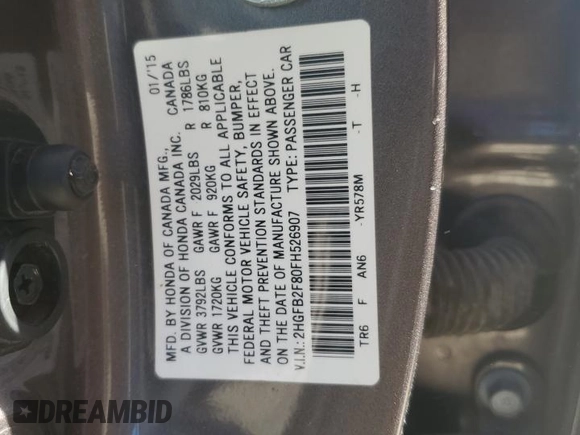 MFD. BY HONDA OF CANADA MFG., 01/'15
A DIVISION OF HONDA CANADA INC. CANADA
GVWR 3792LBS GAWR F 2029LBS R 1786LBS
GVWR 1720KG GAWR F 920KG R 810KG
THIS VEHICLE CONFORMS TO ALL APPLICABLE
FEDERAL MOTOR VEHICLE SAFETY, BUMPER,
AND THEFT PREVENTION STANDARDS IN EFFECT
ON THE DATE OF MANUFACTURE SHOWN ABOVE.
V.I.N.: 2HGFB2F80FH526907 TYPE: PASSENGER CAR
TR6 F AN6 -YR578M -T -H
DREAMBID